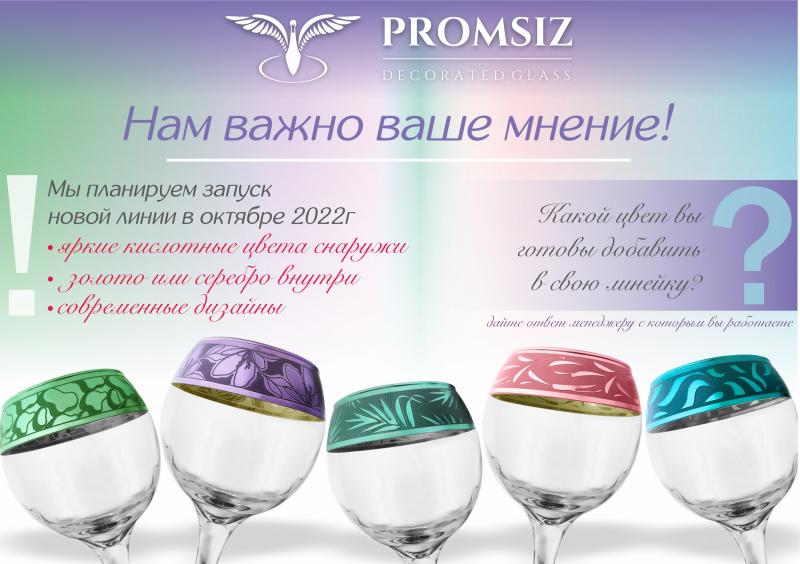 PROMSIZ
DECORATED GLASS
Нам важно ваше мнение!
!
Мы планируем запуск
новой линии в октябре 2022г
• яркие кислотные цвета снаружи
• золото или серебро внутри
• современные дизайны
Какой цвет вы
готовы добавить
в свою линейку?
?
дайте ответ менеджеру с которым вы работаете